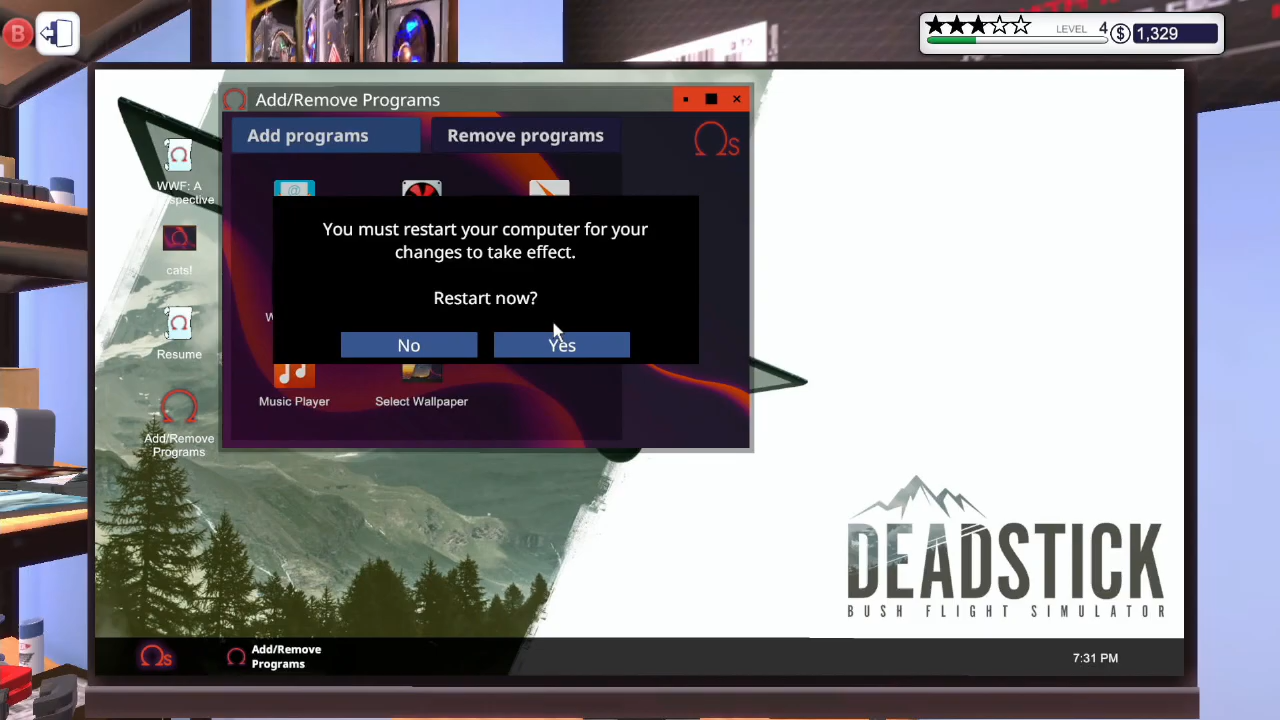 B
LEVEL 4 $ 1,329
Add/Remove Programs
Add programs
Remove programs
Ωs
@
You must restart your computer for your
changes to take effect.
Restart now?
No
Yes
WWF: A
spective
cats!
Resume
Add/Remove
Programs
W
Music Player
Select Wallpaper
DEADSTICK
BUSH FLIGHT SIMULATOR
Ωs
Add/Remove
Programs
7:31 PM